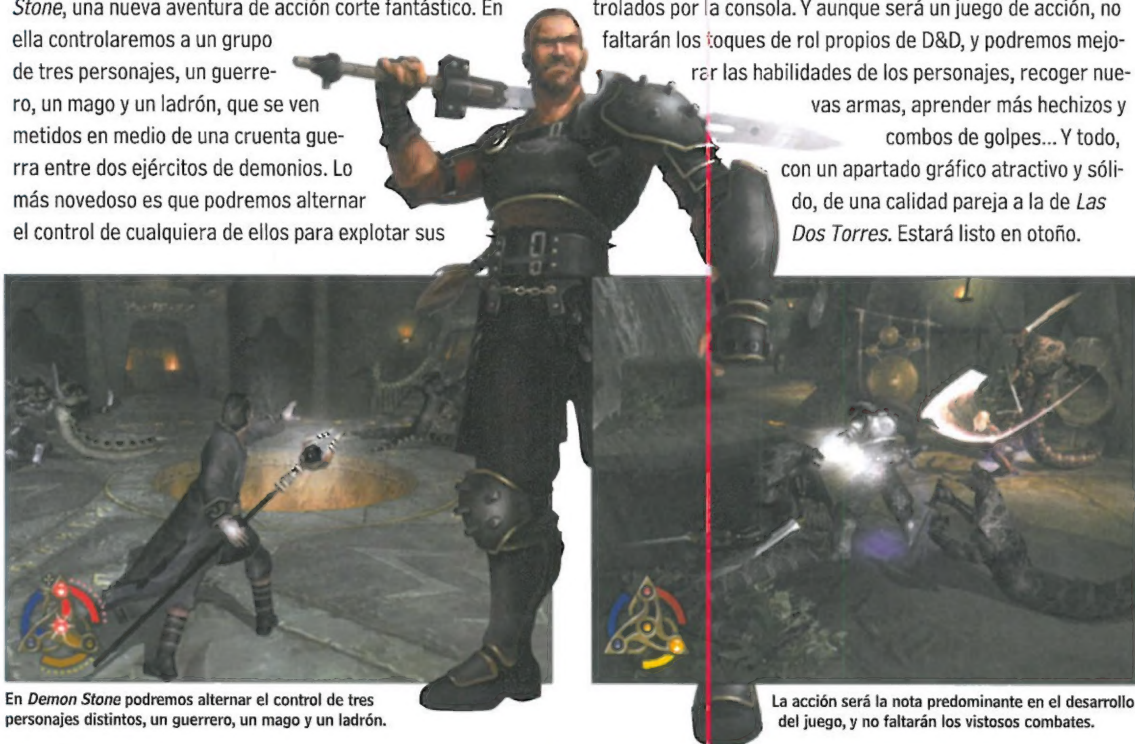 Stone, una nueva aventura de acción corte fantástico. En
ella controlaremos a un grupo
de tres personajes, un guerre-
ro, un mago y un ladrón, que se ven
metidos en medio de una cruenta gue-
rra entre dos ejércitos de demonios. Lo
más novedoso es que podremos alternar
el control de cualquiera de ellos para explotar sus
trolados por la consola. Y aunque será un juego de acción, no
faltarán los toques de rol propios de D&D, y podremos mejo-
rar las habilidades de los personajes, recoger nue-
vas armas, aprender más hechizos y
combos de golpes... Y todo,
con un apartado gráfico atractivo y sóli-
do, de una calidad pareja a la de Las
Dos Torres. Estará listo en otoño.
En Demon Stone podremos alternar el control de tres
personajes distintos, un guerrero, un mago y un ladrón.
La acción será la nota predominante en el desarrollo
del juego, y no faltarán los vistosos combates.